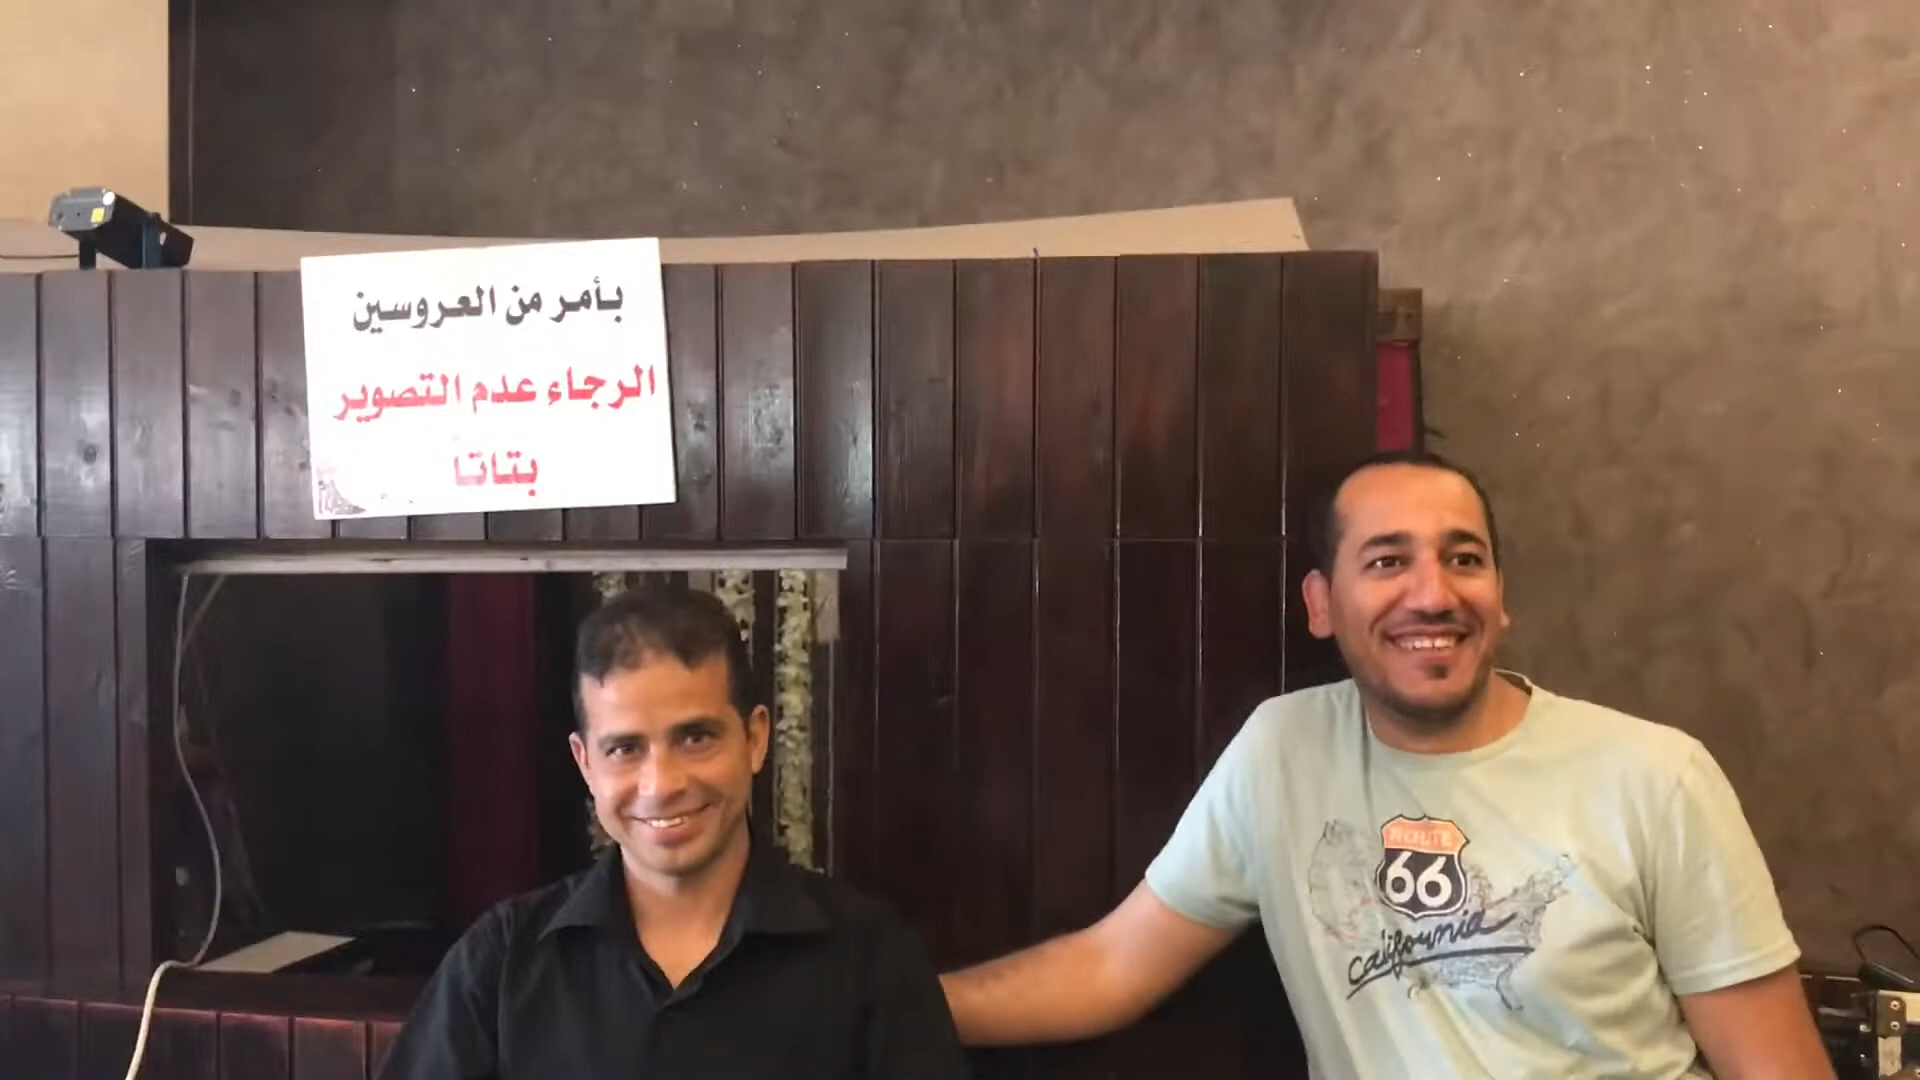 بأمر من العروسين
الرجاء عدم التصوير
بتاتا
ROUTE
66
california